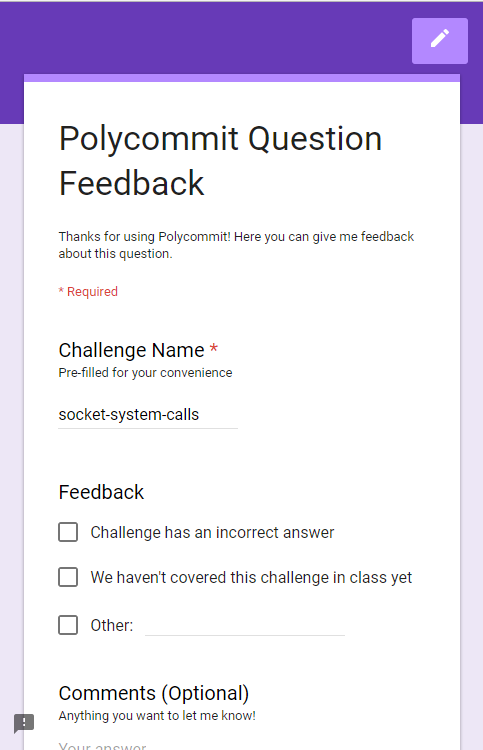 Polycommit Question
Feedback
Thanks for using Polycommit! Here you can give me feedback
about this question.
* Required
Challenge Name *
Pre-filled for your convenience
socket-system-calls
Feedback
Challenge has an incorrect answer
We haven't covered this challenge in class yet
Other:
Comments (Optional)
Anything you want to let me know!
Your answer